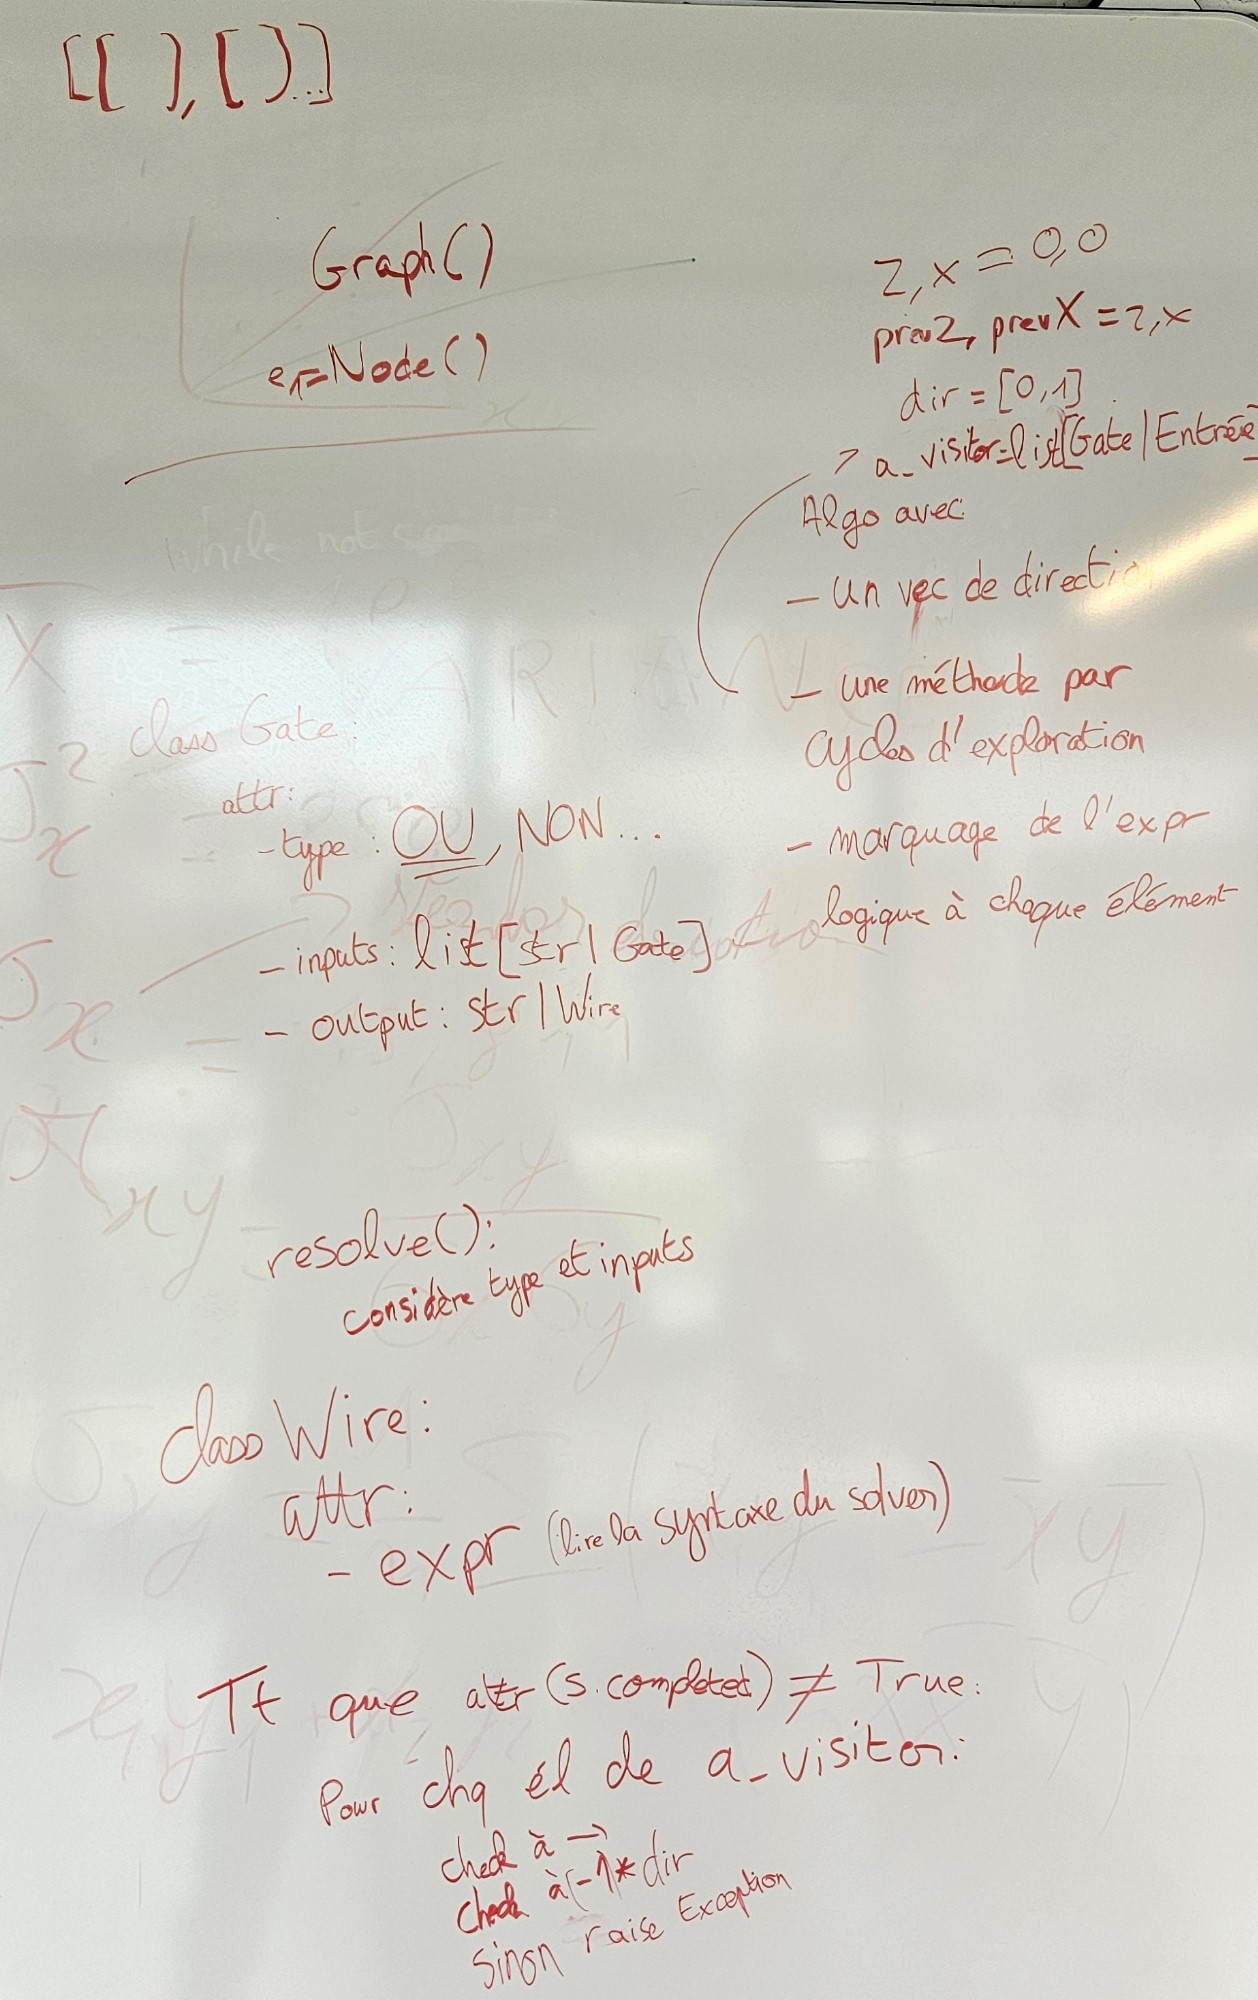 [[ ], [ ]...]
Graph()
e1=Node()
z,x = 0,0
prevz, prevX = z,x
dir = [0,1]
a_visiter=list[Gate|Entrée]
Algo avec
- un vec de direction
- une méthode par
cycles d'exploration
- marquage de l'expr
logique à chaque élément
while not
class Gate:
attr:
- type : OU, NON...
- inputs: list[str| Gate]
- output: str|Wire
resolve():
considère type et inputs
class Wire:
attr:
- expr (lire la syntaxe du solver)
Tt que attr(s.completed) ≠ True:
Pour chq él de a_visiter:
check à →
check à (-1)*dir
Sinon raise Exception